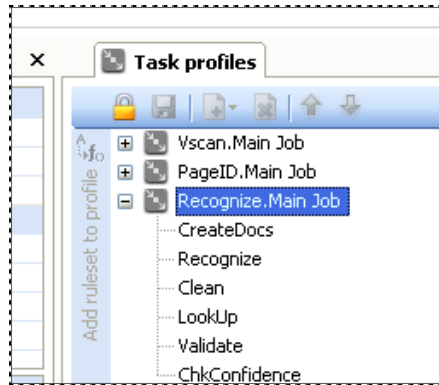 Task profiles
Add ruleset to profile
Vscan.Main Job
PageID.Main Job
Recognize.Main Job
CreateDocs
Recognize
Clean
LookUp
Validate
ChkConfidence